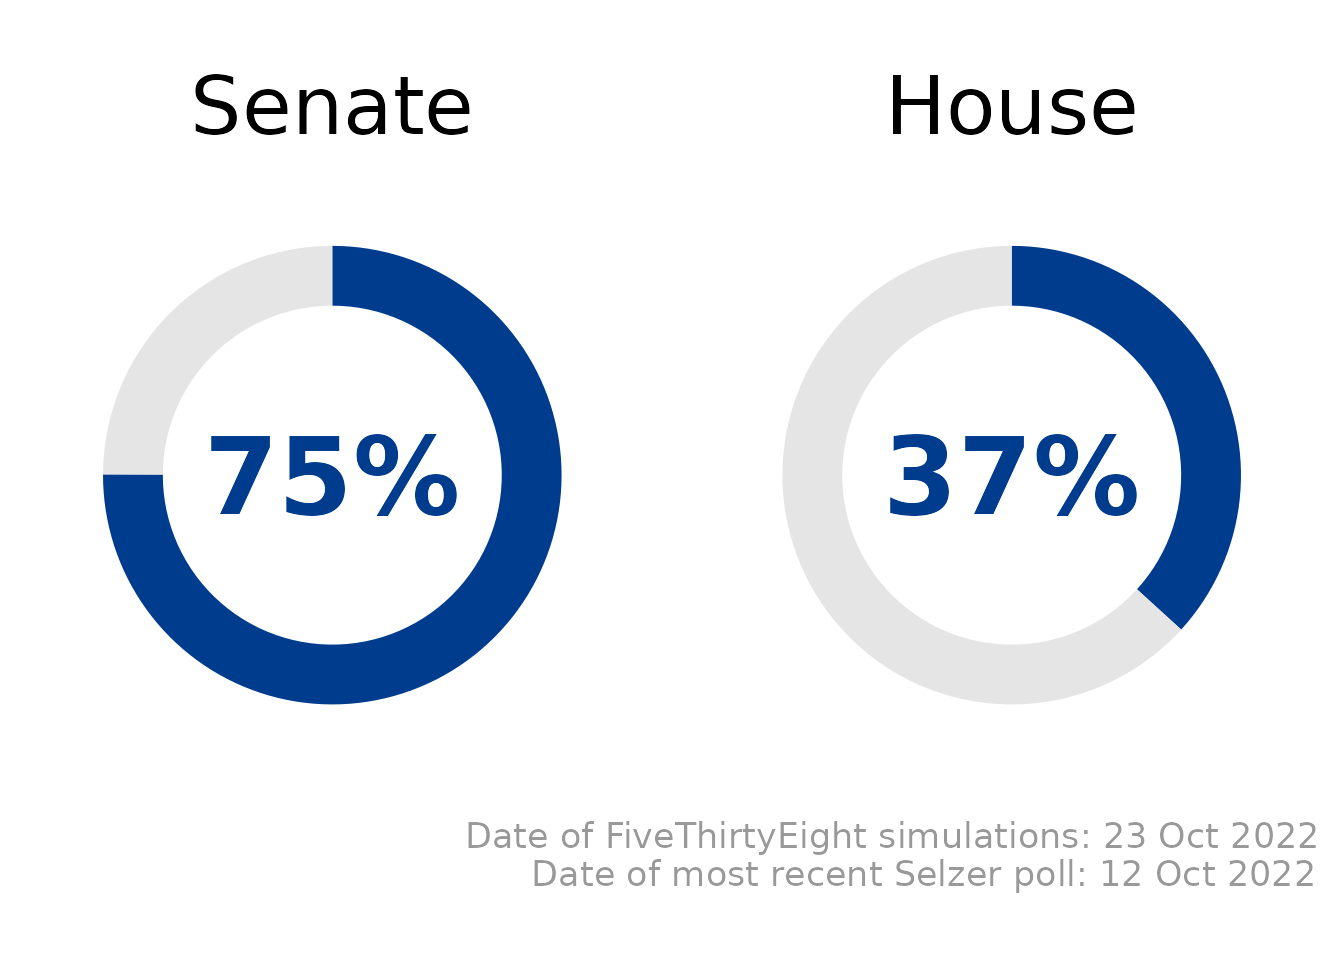 Senate
House
75%
37%
Date of FiveThirtyEight simulations: 23 Oct 2022
Date of most recent Selzer poll: 12 Oct 2022